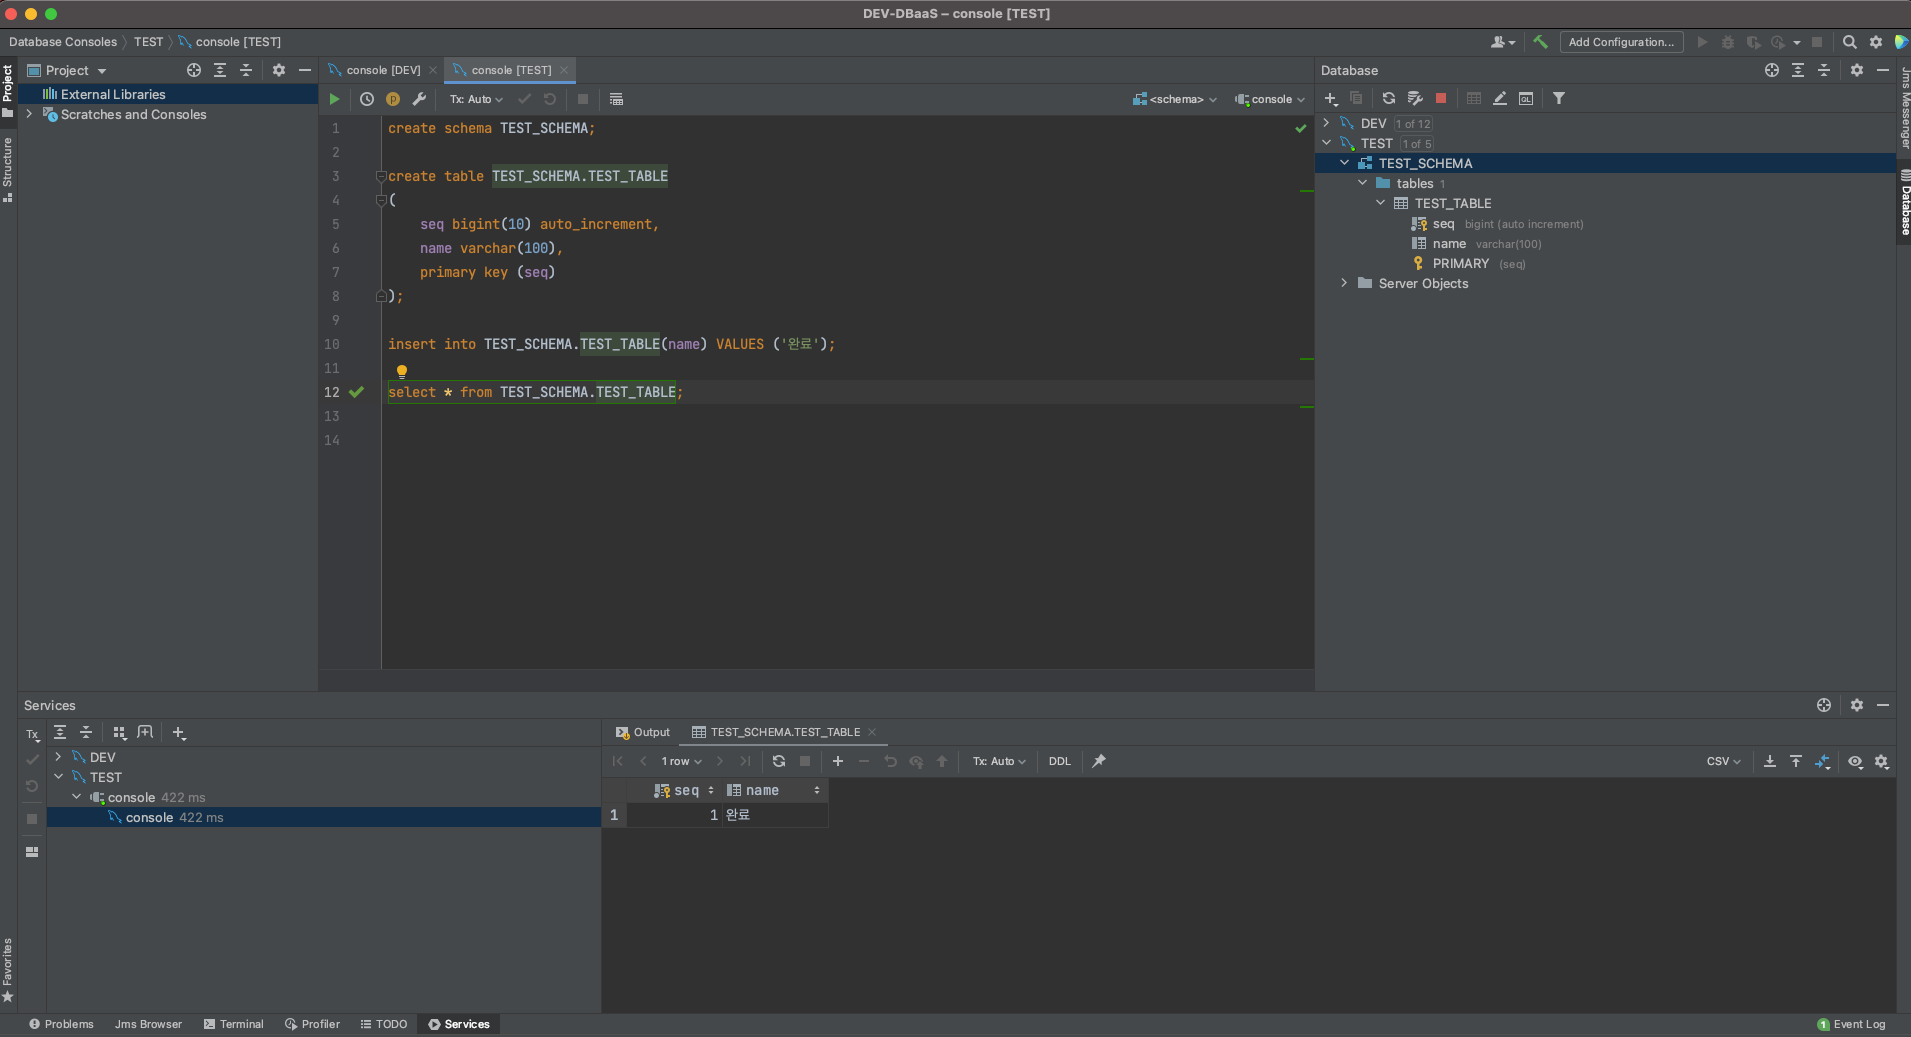 DEV-DBaaS – console [TEST]
Database Consoles
TEST
console [TEST]
Add Configuration...
Project
console [DEV]
console [TEST]
Database
External Libraries
Scratches and Consoles
Tx: Auto
<schema>
console
1 create schema TEST_SCHEMA;
2
3 create table TEST_SCHEMA.TEST_TABLE
4 (
5 seq bigint(10) auto_increment,
6 name varchar(100),
7 primary key (seq)
8 );
9
10 insert into TEST_SCHEMA.TEST_TABLE(name) VALUES ('완료');
11
12 select * from TEST_SCHEMA.TEST_TABLE;
13
14
DEV 1 of 12
TEST 1 of 5
TEST_SCHEMA
tables 1
TEST_TABLE
seq bigint (auto increment)
name varchar(100)
PRIMARY (seq)
Server Objects
Project
Structure
Favorites
Jms Messenger
Database
Services
Tx
DEV
TEST
console 422 ms
console 422 ms
Output
TEST_SCHEMA.TEST_TABLE
1 row
Tx: Auto
DDL
CSV
seq name
1 1 완료
Problems
Jms Browser
Terminal
Profiler
TODO
Services
1 Event Log